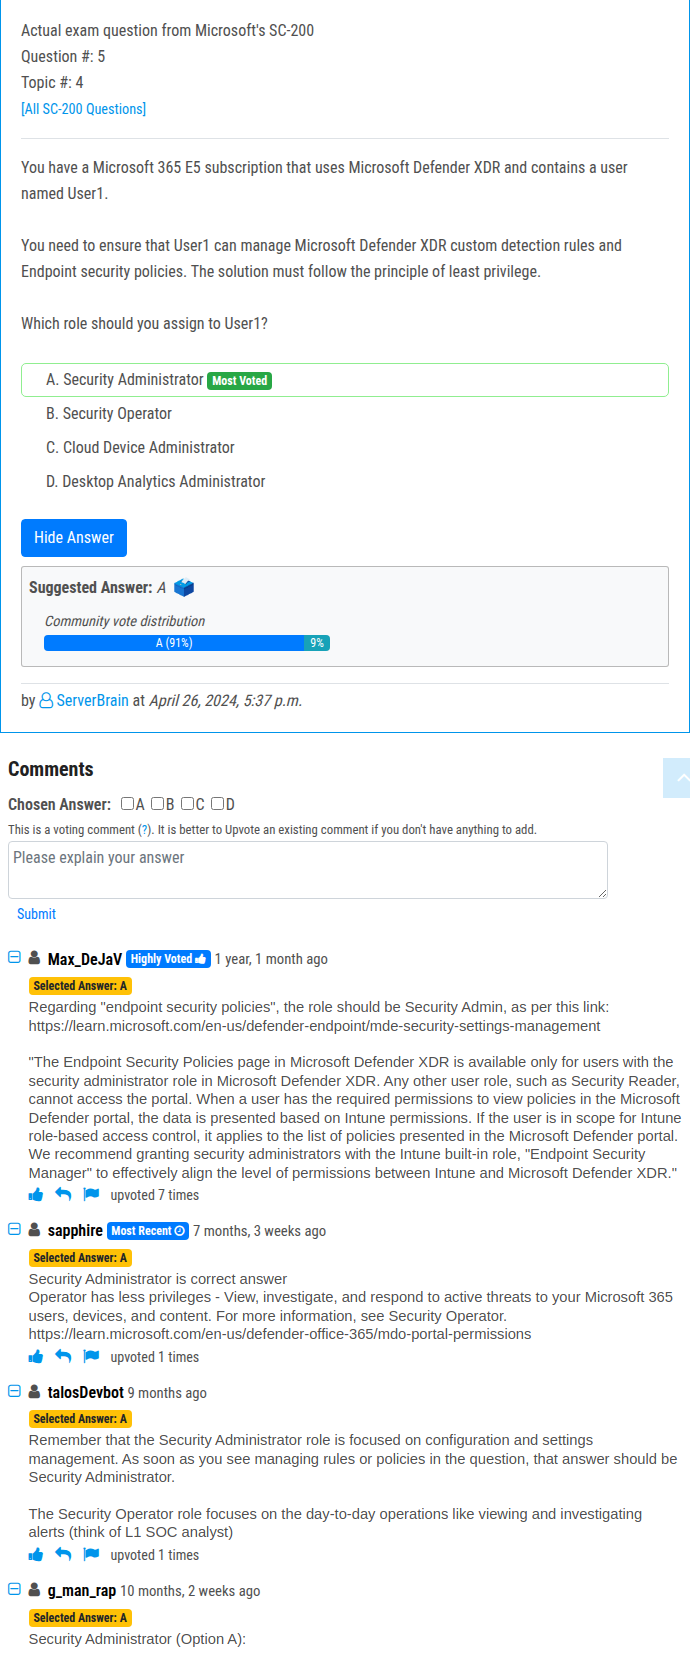 Actual exam question from Microsoft's SC-200
Question #: 5
Topic #: 4
[All SC-200 Questions]
You have a Microsoft 365 E5 subscription that uses Microsoft Defender XDR and contains a user
named User1.
You need to ensure that User1 can manage Microsoft Defender XDR custom detection rules and
Endpoint security policies. The solution must follow the principle of least privilege.
Which role should you assign to User1?
A. Security Administrator Most Voted
B. Security Operator
C. Cloud Device Administrator
D. Desktop Analytics Administrator
Hide Answer
Suggested Answer: A
Community vote distribution
A (91%) 9%
by ServerBrain at April 26, 2024, 5:37 p.m.
Comments
Chosen Answer: A B C D
This is a voting comment (?). It is better to Upvote an existing comment if you don't have anything to add.
Please explain your answer
Submit
Max_DeJaV Highly Voted 1 year, 1 month ago
Selected Answer: A
Regarding "endpoint security policies", the role should be Security Admin, as per this link:
https://learn.microsoft.com/en-us/defender-endpoint/mde-security-settings-management
"The Endpoint Security Policies page in Microsoft Defender XDR is available only for users with the
security administrator role in Microsoft Defender XDR. Any other user role, such as Security Reader,
cannot access the portal. When a user has the required permissions to view policies in the Microsoft
Defender portal, the data is presented based on Intune permissions. If the user is in scope for Intune
role-based access control, it applies to the list of policies presented in the Microsoft Defender portal.
We recommend granting security administrators with the Intune built-in role, "Endpoint Security
Manager" to effectively align the level of permissions between Intune and Microsoft Defender XDR."
upvoted 7 times
sapphire Most Recent 7 months, 3 weeks ago
Selected Answer: A
Security Administrator is correct answer
Operator has less privileges - View, investigate, and respond to active threats to your Microsoft 365
users, devices, and content. For more information, see Security Operator.
https://learn.microsoft.com/en-us/defender-office-365/mdo-portal-permissions
upvoted 1 times
talosDevbot 9 months ago
Selected Answer: A
Remember that the Security Administrator role is focused on configuration and settings
management. As soon as you see managing rules or policies in the question, that answer should be
Security Administrator.
The Security Operator role focuses on the day-to-day operations like viewing and investigating
alerts (think of L1 SOC analyst)
upvoted 1 times
g_man_rap 10 months, 2 weeks ago
Selected Answer: A
Security Administrator (Option A):